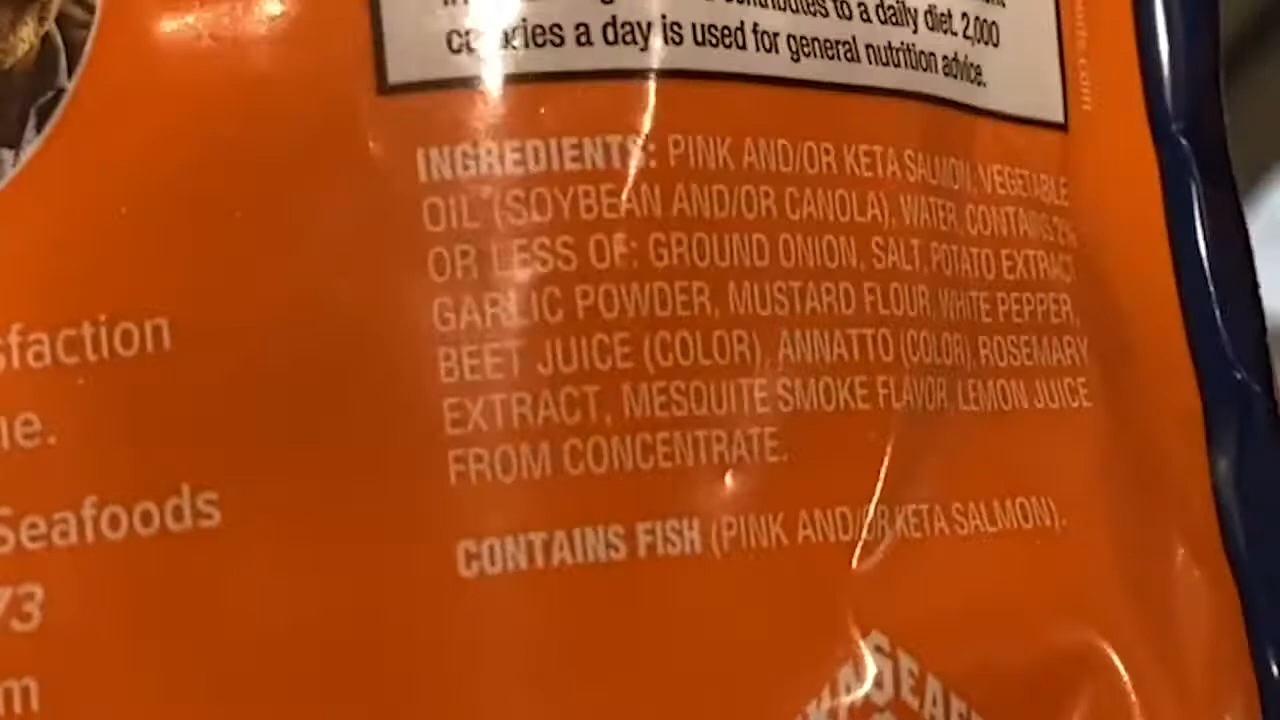 contributes to a daily diet. 2,000
calories a day is used for general nutrition advice.
INGREDIENTS: PINK AND/OR KETA SALMON, VEGETABLE
OIL (SOYBEAN AND/OR CANOLA), WATER, CONTAINS 2%
OR LESS OF: GROUND ONION, SALT, POTATO EXTRACT
GARLIC POWDER, MUSTARD FLOUR, WHITE PEPPER,
BEET JUICE (COLOR), ANNATTO (COLOR), ROSEMARY
EXTRACT, MESQUITE SMOKE FLAVOR, LEMON JUICE
FROM CONCENTRATE.
CONTAINS FISH (PINK AND/OR KETA SALMON).
sfaction
ne.
Seafoods
73
m